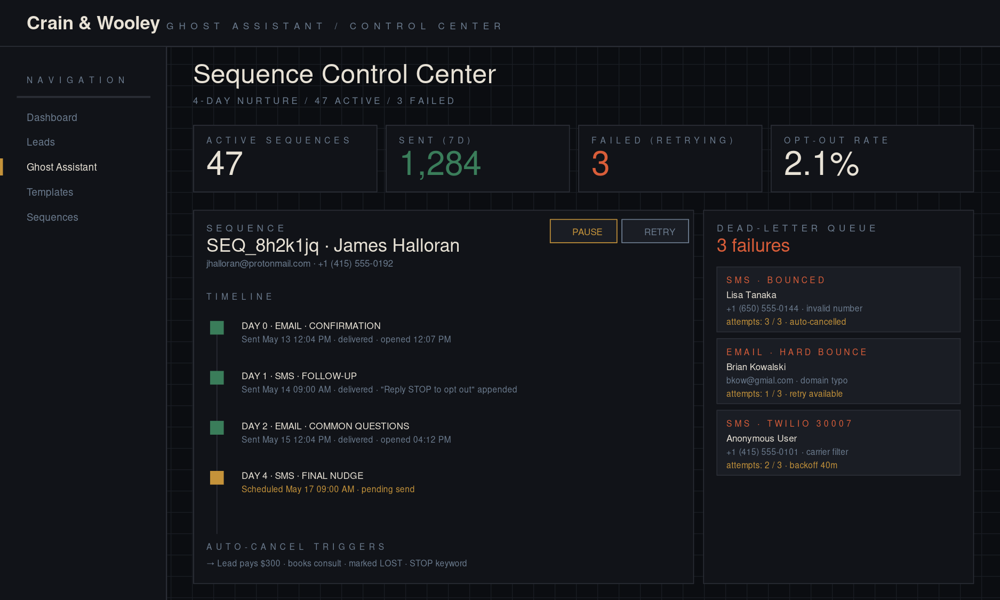 Crain & Wooley GHOST ASSISTANT / CONTROL CENTER
NAVIGATION
Dashboard
Leads
Ghost Assistant
Templates
Sequences
Sequence Control Center
4-DAY NURTURE / 47 ACTIVE / 3 FAILED
ACTIVE SEQUENCES
47
SENT (7D)
1,284
FAILED (RETRYING)
3
OPT-OUT RATE
2.1%
SEQUENCE
SEQ_8h2k1jq · James Halloran
jhalloran@protonmail.com · +1 (415) 555-0192
PAUSE
RETRY
TIMELINE
DAY 0 · EMAIL · CONFIRMATION
Sent May 13 12:04 PM · delivered · opened 12:07 PM
DAY 1 · SMS · FOLLOW-UP
Sent May 14 09:00 AM · delivered · "Reply STOP to opt out" appended
DAY 2 · EMAIL · COMMON QUESTIONS
Sent May 15 12:04 PM · delivered · opened 04:12 PM
DAY 4 · SMS · FINAL NUDGE
Scheduled May 17 09:00 AM · pending send
AUTO-CANCEL TRIGGERS
→ Lead pays $300 · books consult · marked LOST · STOP keyword
DEAD-LETTER QUEUE
3 failures
SMS · BOUNCED
Lisa Tanaka
+1 (650) 555-0144 · invalid number
attempts: 3 / 3 · auto-cancelled
EMAIL · HARD BOUNCE
Brian Kowalski
bkow@gmial.com · domain typo
attempts: 1 / 3 · retry available
SMS · TWILIO 30007
Anonymous User
+1 (415) 555-0101 · carrier filter
attempts: 2 / 3 · backoff 40m